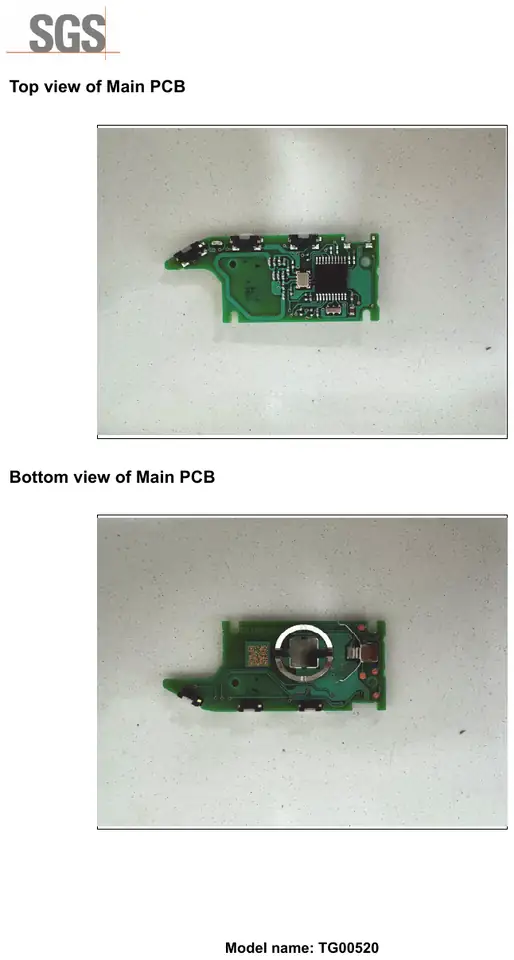 SGS
Top view of Main PCB
Bottom view of Main PCB
Model name: TG00520